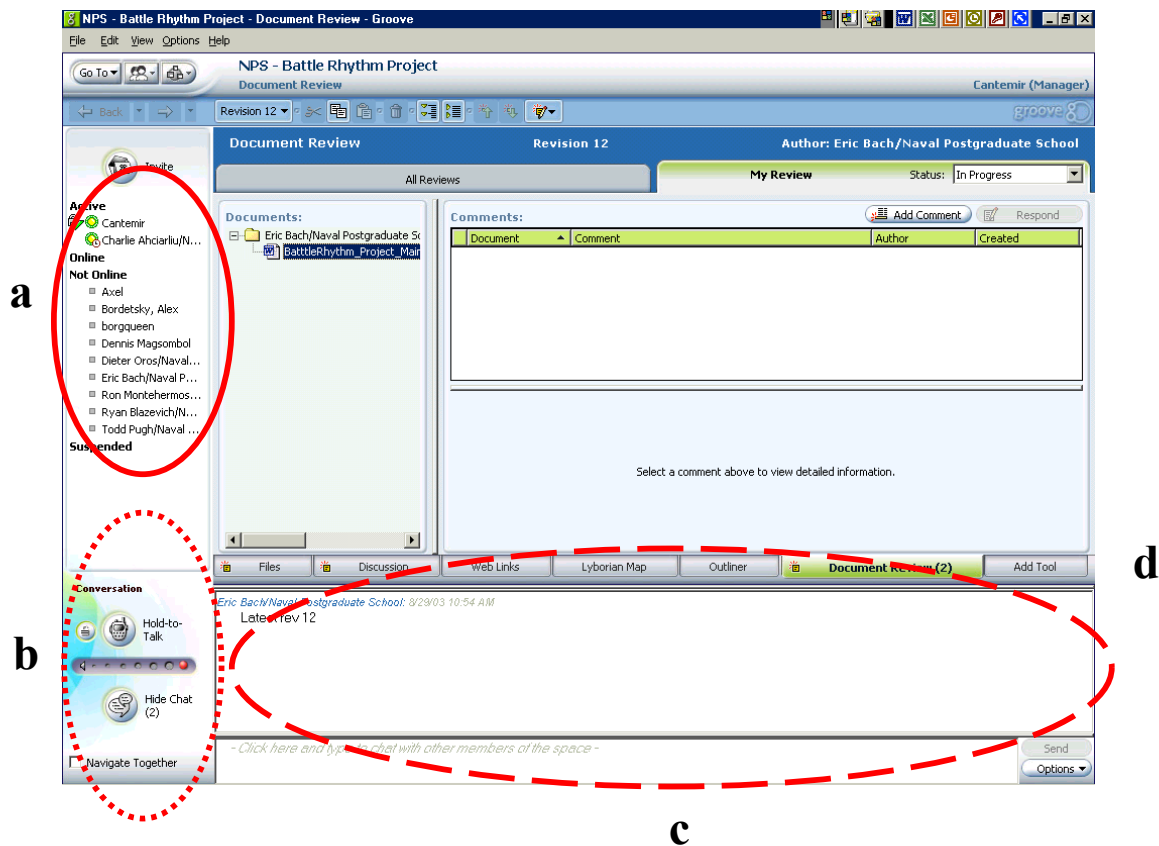 NPS - Battle Rhythm Project - Document Review - Groove
File Edit View Options Help
Go To
NPS - Battle Rhythm Project
Document Review
Cantemir (Manager)
Back
Revision 12
groove
Document Review Revision 12 Author: Eric Bach/Naval Postgraduate School
Invite
All Reviews
My Review
Status: In Progress
Active
Cantemir
Charlie Ahciarliu/N...
Online
Not Online
Axel
Bordetsky, Alex
borgqueen
Dennis Magsombol
Dieter Oros/Naval...
Eric Bach/Naval P...
Ron Montehermos...
Ryan Blazevich/N...
Todd Pugh/Naval ...
Suspended
a
Documents:
Eric Bach/Naval Postgraduate Sc
BatttleRhythm_Project_Mair
Comments:
Add Comment Respond
Document Comment Author Created
Select a comment above to view detailed information.
Files Discussion Web Links Lyborian Map Outliner Document Review (2) Add Tool
d
Conversation
Hold-to-
Talk
Hide Chat
(2)
Navigate Together
b
Eric Bach/Naval Postgraduate School: 8/29/03 10:54 AM
Latest rev 12
- Click here and type to chat with other members of the space -
Send
Options
c